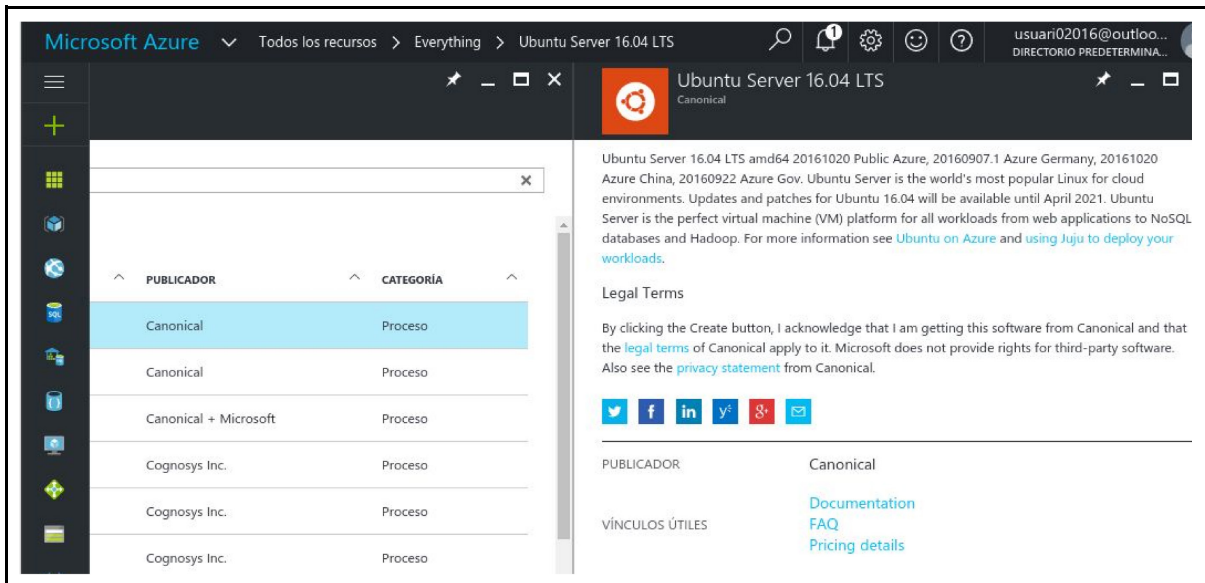 Microsoft Azure Todos los recursos > Everything > Ubuntu Server 16.04 LTS
1
usuari02016@outloo...
DIRECTORIO PREDETERMINA...
Ubuntu Server 16.04 LTS
Canonical
PUBLICADOR CATEGORÍA
Canonical Proceso
Canonical Proceso
Canonical + Microsoft Proceso
Cognosys Inc. Proceso
Cognosys Inc. Proceso
Cognosys Inc. Proceso
SQL
Ubuntu Server 16.04 LTS amd64 20161020 Public Azure, 20160907.1 Azure Germany, 20161020
Azure China, 20160922 Azure Gov. Ubuntu Server is the world's most popular Linux for cloud
environments. Updates and patches for Ubuntu 16.04 will be available until April 2021. Ubuntu
Server is the perfect virtual machine (VM) platform for all workloads from web applications to NoSQL
databases and Hadoop. For more information see Ubuntu on Azure and using Juju to deploy your
workloads.
Legal Terms
By clicking the Create button, I acknowledge that I am getting this software from Canonical and that
the legal terms of Canonical apply to it. Microsoft does not provide rights for third-party software.
Also see the privacy statement from Canonical.
PUBLICADOR Canonical
VÍNCULOS ÚTILES
Documentation
FAQ
Pricing details